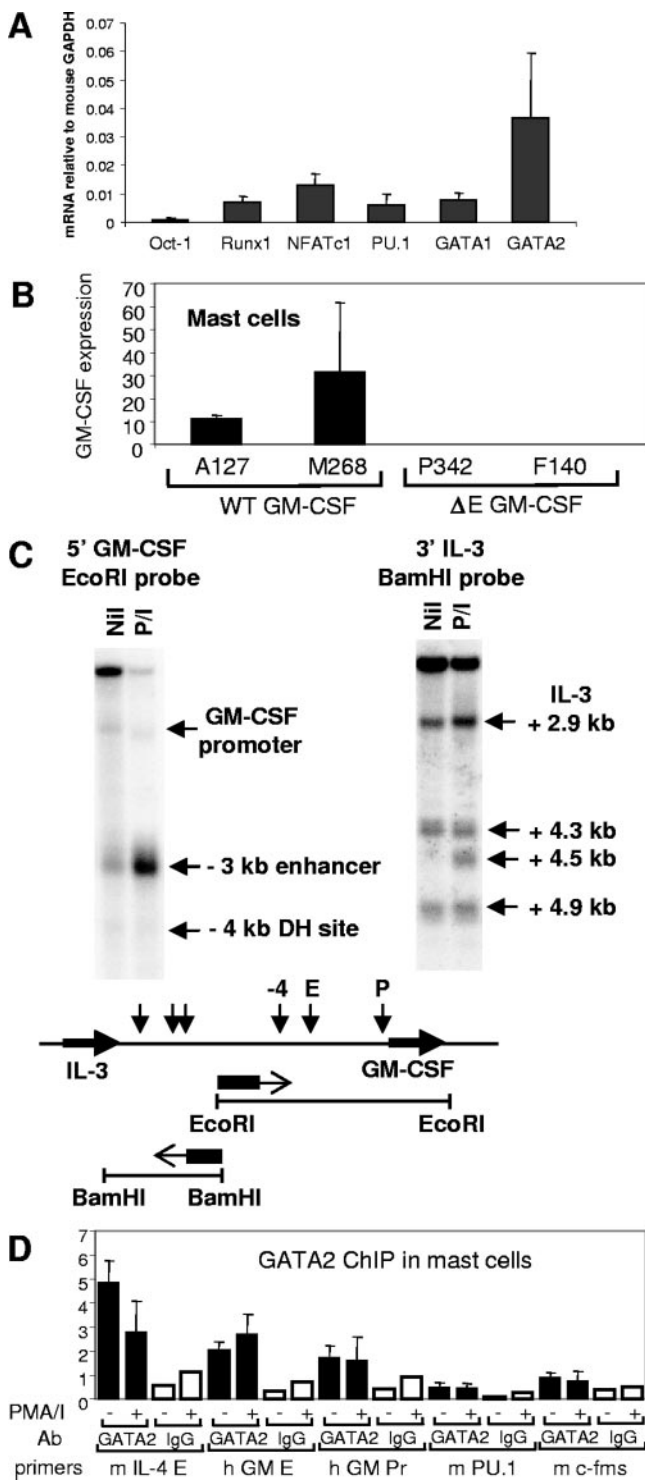 A
mRNA relative to mouse GAPDH
0.07
0.06
0.05
0.04
0.03
0.02
0.01
0
Oct-1 Runx1 NFATc1 PU.1 GATA1 GATA2
B
GM-CSF expression
70
60
50
40
30
20
10
0
Mast cells
A127 M268 P342 F140
WT GM-CSF ΔE GM-CSF
C
5' GM-CSF
EcoRI probe
3' IL-3
BamHI probe
Nil P/I
Nil P/I
GM-CSF
promoter
- 3 kb enhancer
- 4 kb DH site
IL-3
+ 2.9 kb
+ 4.3 kb
+ 4.5 kb
+ 4.9 kb
-4 E P
IL-3 GM-CSF
EcoRI EcoRI
BamHI BamHI
D
GATA2 ChIP in mast cells
7
6
5
4
3
2
1
0
PMA/I - + - + - + - + - + - + - + - + - + - +
Ab GATA2 IgG GATA2 IgG GATA2 IgG GATA2 IgG GATA2 IgG
primers m IL-4 E h GM E h GM Pr m PU.1 m c-fms